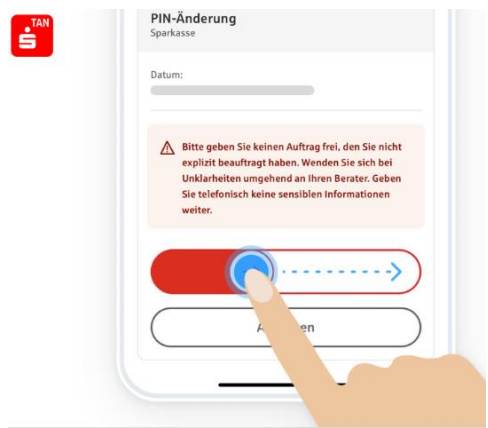 TAN
PIN-Änderung
Sparkasse
Datum:
Bitte geben Sie keinen Auftrag frei, den Sie nicht
explizit beauftragt haben. Wenden Sie sich bei
Unklarheiten umgehend an Ihren Berater. Geben
Sie telefonisch keine sensiblen Informationen
weiter.